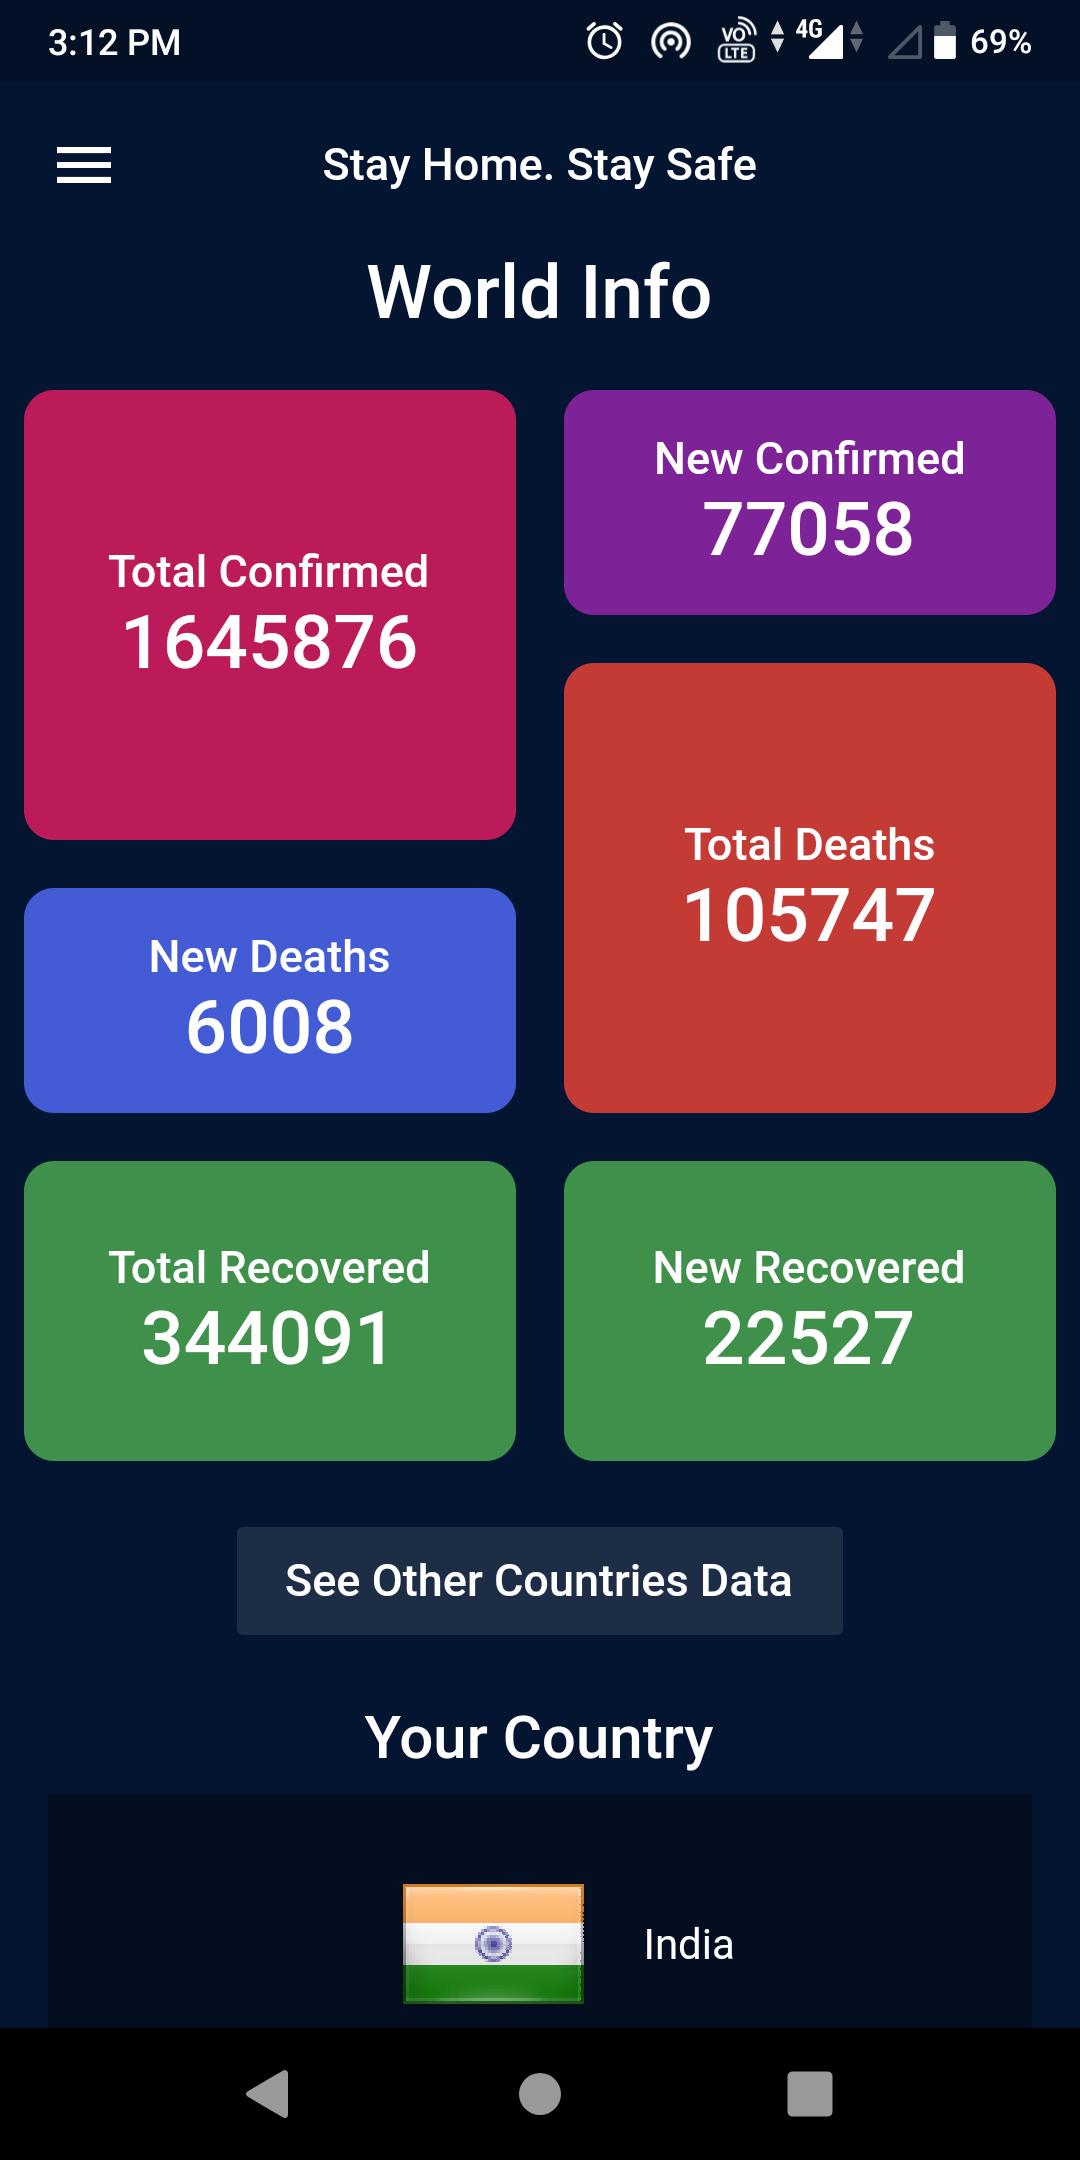 3:12 PM
VO
LTE
4G
69%
Stay Home. Stay Safe
World Info
Total Confirmed
1645876
New Confirmed
77058
New Deaths
6008
Total Deaths
105747
Total Recovered
344091
New Recovered
22527
See Other Countries Data
Your Country
India